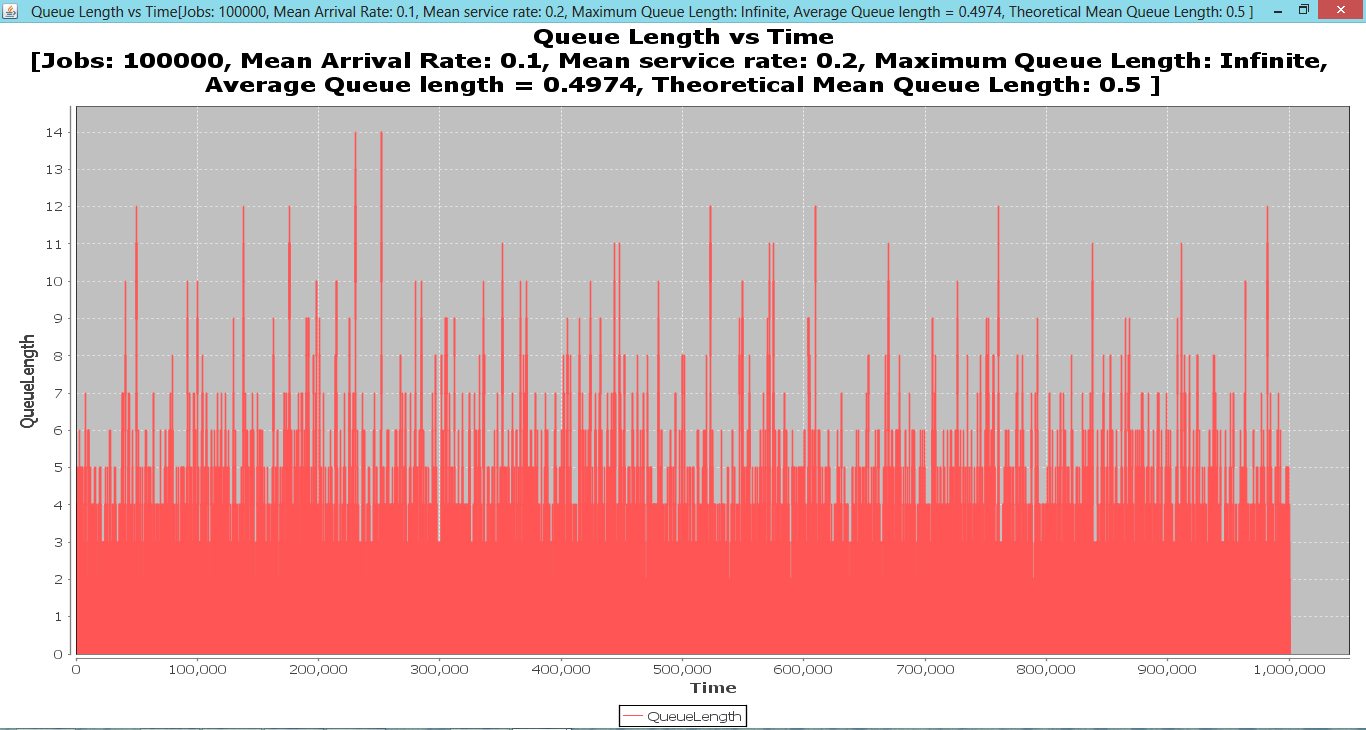 Queue Length vs Time[Jobs: 100000, Mean Arrival Rate: 0.1, Mean service rate: 0.2, Maximum Queue Length: Infinite, Average Queue length = 0.4974, Theoretical Mean Queue Length: 0.5 ]
Queue Length vs Time
[Jobs: 100000, Mean Arrival Rate: 0.1, Mean service rate: 0.2, Maximum Queue Length: Infinite,
Average Queue length = 0.4974, Theoretical Mean Queue Length: 0.5 ]
14
13
12
11
10
9
8
7
6
5
4
3
2
1
0
QueueLength
0 100,000 200,000 300,000 400,000 500,000 600,000 700,000 800,000 900,000 1,000,000
Time
QueueLength